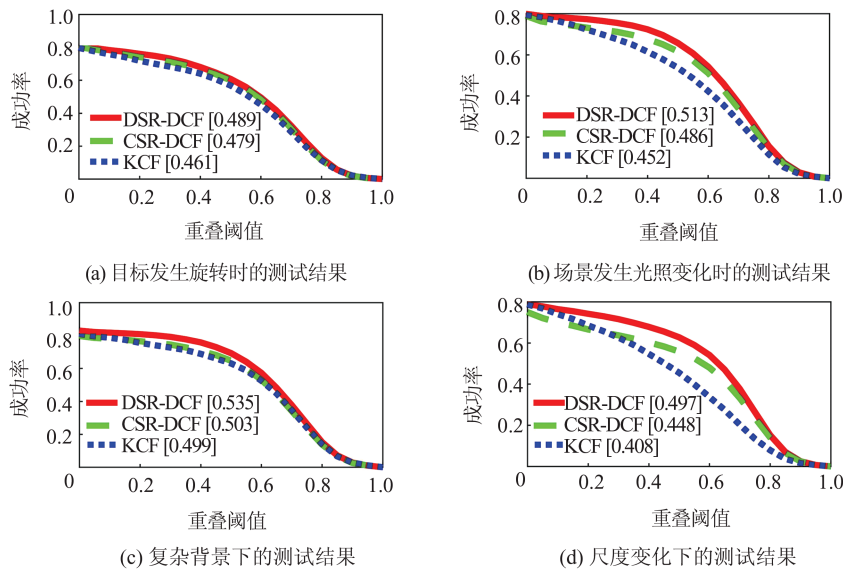 1.0
0.8
0.6
0.4
0.2
成功率
DSR-DCF [0.489]
CSR-DCF [0.479]
KCF [0.461]
0 0.2 0.4 0.6 0.8 1.0
重叠阈值
(a) 目标发生旋转时的测试结果
0.8
0.6
0.4
0.2
成功率
DSR-DCF [0.513]
CSR-DCF [0.486]
KCF [0.452]
0 0.2 0.4 0.6 0.8 1.0
重叠阈值
(b) 场景发生光照变化时的测试结果
1.0
0.8
0.6
0.4
0.2
成功率
DSR-DCF [0.535]
CSR-DCF [0.503]
KCF [0.499]
0 0.2 0.4 0.6 0.8 1.0
重叠阈值
(c) 复杂背景下的测试结果
0.8
0.6
0.4
0.2
成功率
DSR-DCF [0.497]
CSR-DCF [0.448]
KCF [0.408]
0 0.2 0.4 0.6 0.8 1.0
重叠阈值
(d) 尺度变化下的测试结果